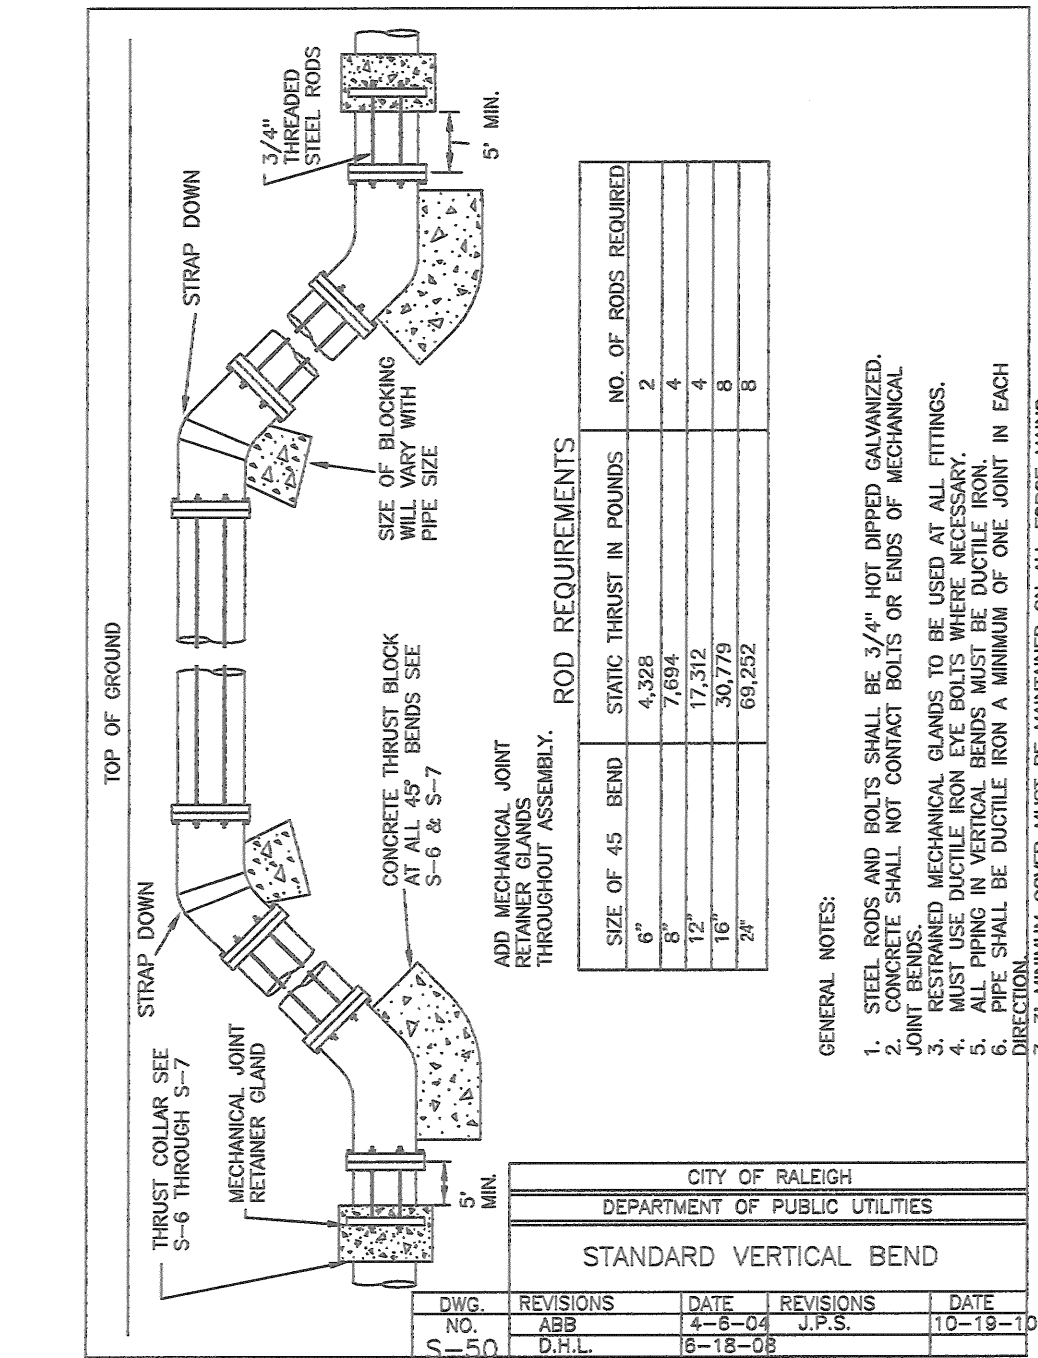 TOP OF GROUND
THRUST COLLAR SEE
S-6 THROUGH S-7
STRAP DOWN
MECHANICAL JOINT
RETAINER GLAND
STRAP DOWN
3/4"
THREADED
STEEL RODS
5'
MIN.
5' MIN.
CONCRETE THRUST BLOCK
AT ALL 45° BENDS SEE
S-6 & S-7
SIZE OF BLOCKING
WILL VARY WITH
PIPE SIZE
ADD MECHANICAL JOINT
RETAINER GLANDS
THROUGHOUT ASSEMBLY.
ROD REQUIREMENTS
SIZE OF 45 BEND STATIC THRUST IN POUNDS NO. OF RODS REQUIRED
6" 4,328 2
8" 7,694 4
12" 17,312 4
16" 30,779 8
24" 69,252 8
GENERAL NOTES:
1. STEEL RODS AND BOLTS SHALL BE 3/4" HOT DIPPED GALVANIZED.
2. CONCRETE SHALL NOT CONTACT BOLTS OR ENDS OF MECHANICAL
JOINT BENDS.
3. RESTRAINED MECHANICAL GLANDS TO BE USED AT ALL FITTINGS.
4. MUST USE DUCTILE IRON EYE BOLTS WHERE NECESSARY.
5. ALL PIPING IN VERTICAL BENDS MUST BE DUCTILE IRON.
6. PIPE SHALL BE DUCTILE IRON A MINIMUM OF ONE JOINT IN EACH
DIRECTION.
CITY OF RALEIGH
DEPARTMENT OF PUBLIC UTILITIES
STANDARD VERTICAL BEND
DWG. REVISIONS DATE REVISIONS DATE
NO. ABB 4-6-04 J.P.S. 10-19-10
S-50 D.H.L. 6-18-08